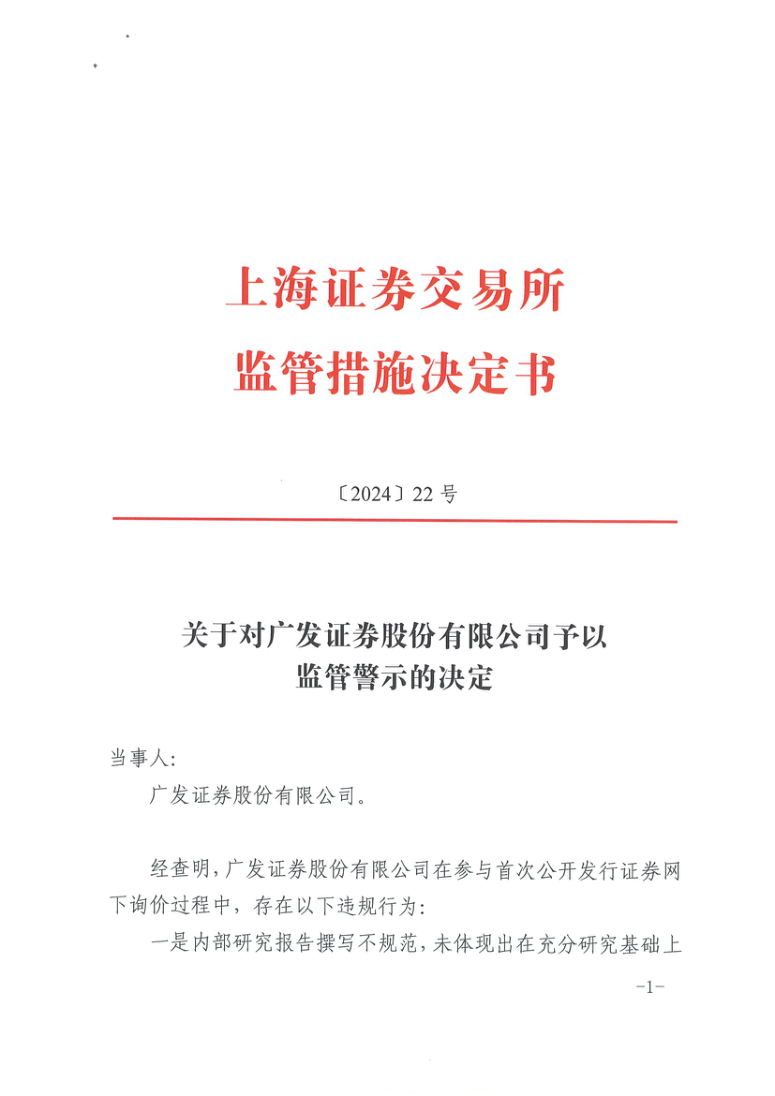 上海证券交易所
监管措施决定书
〔2024〕22 号
关于对广发证券股份有限公司予以
监管警示的决定
当事人：
广发证券股份有限公司。
经查明，广发证券股份有限公司在参与首次公开发行证券网
下询价过程中，存在以下违规行为：
一是内部研究报告撰写不规范，未体现出在充分研究基础上
-1-